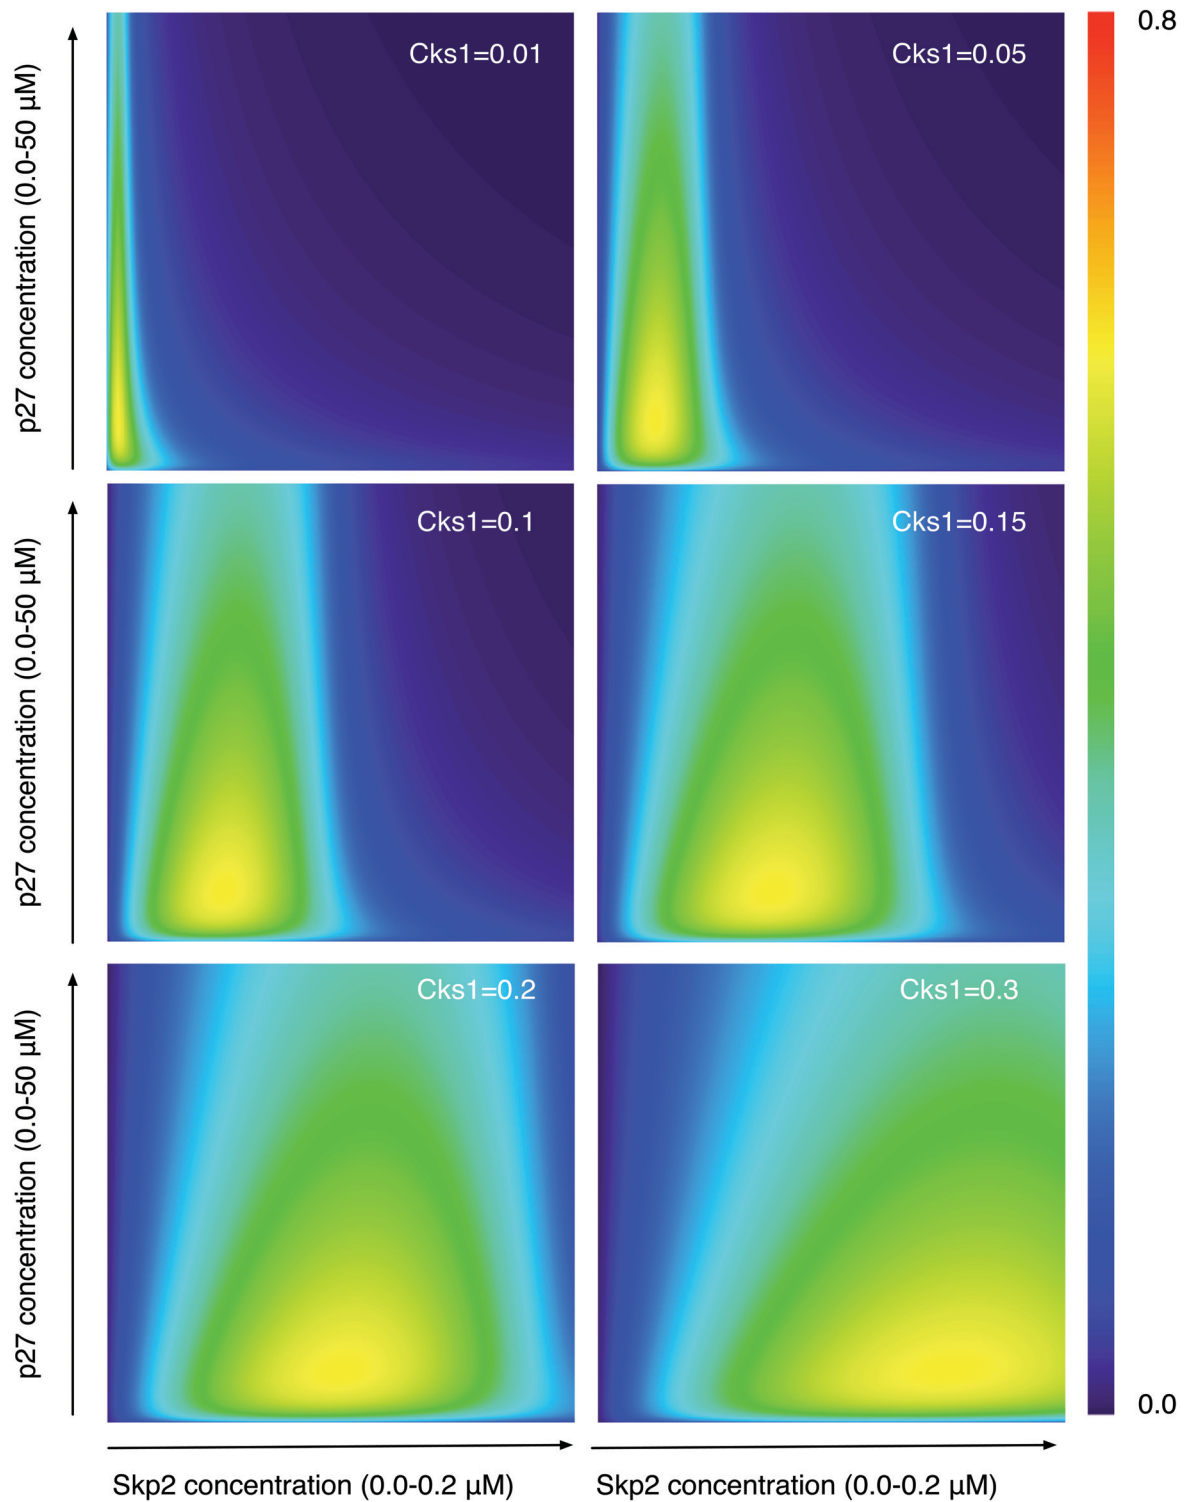 0.8
Cks1=0.01
Cks1=0.05
p27 concentration (0.0-50 μM)
Cks1=0.1
Cks1=0.15
p27 concentration (0.0-50 μM)
Cks1=0.2
Cks1=0.3
p27 concentration (0.0-50 μM)
0.0
Skp2 concentration (0.0-0.2 μM)
Skp2 concentration (0.0-0.2 μM)